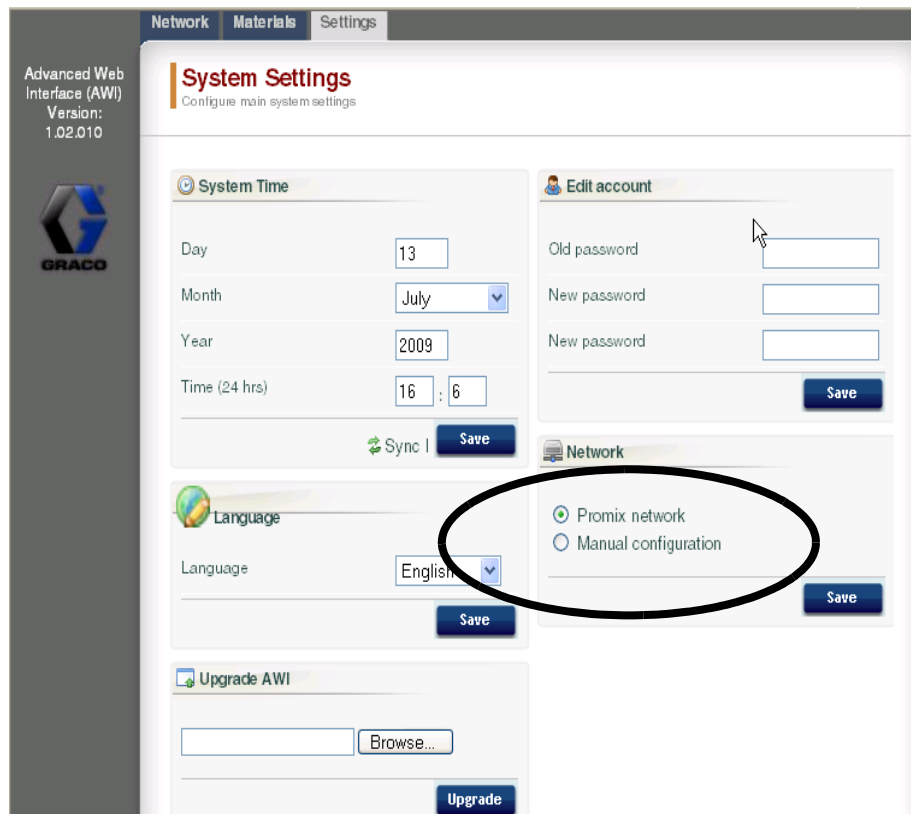 Network Materials Settings
Advanced Web
Interface (AWI)
Version:
1.02.010
GRACO
System Settings
Configure main system settings
System Time
Day 13
Month July
Year 2009
Time (24 hrs) 16 : 6
Sync | Save
Language
Language English
Save
Upgrade AWI
Browse...
Upgrade
Edit account
Old password
New password
New password
Save
Network
Promix network
Manual configuration
Save